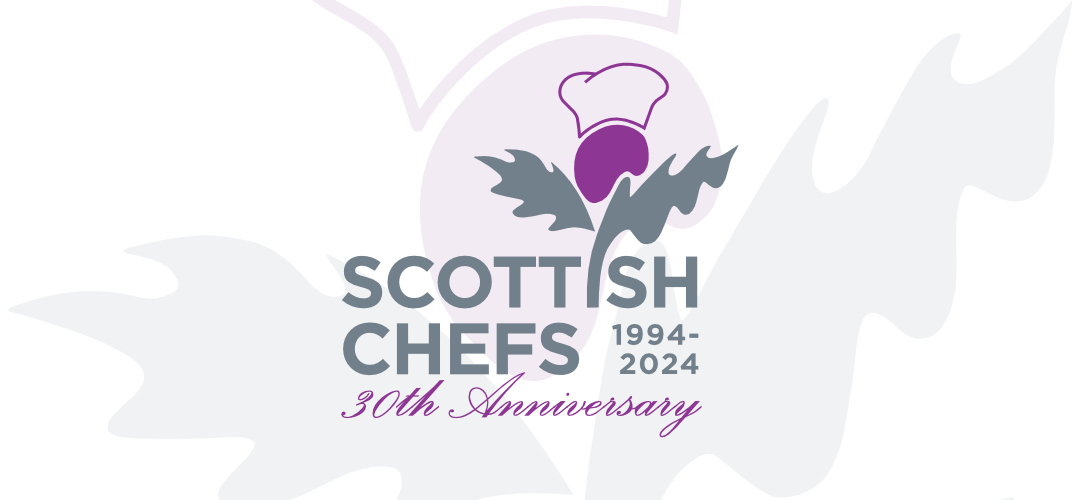 SCOTTISH
CHEFS
1994-
2024
30th Anniversary